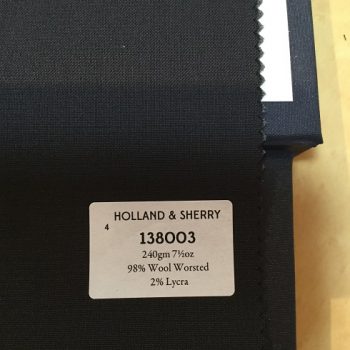 HOLLAND & SHERRY
4
138003
240gm 7½oz
98% Wool Worsted
2% Lycra